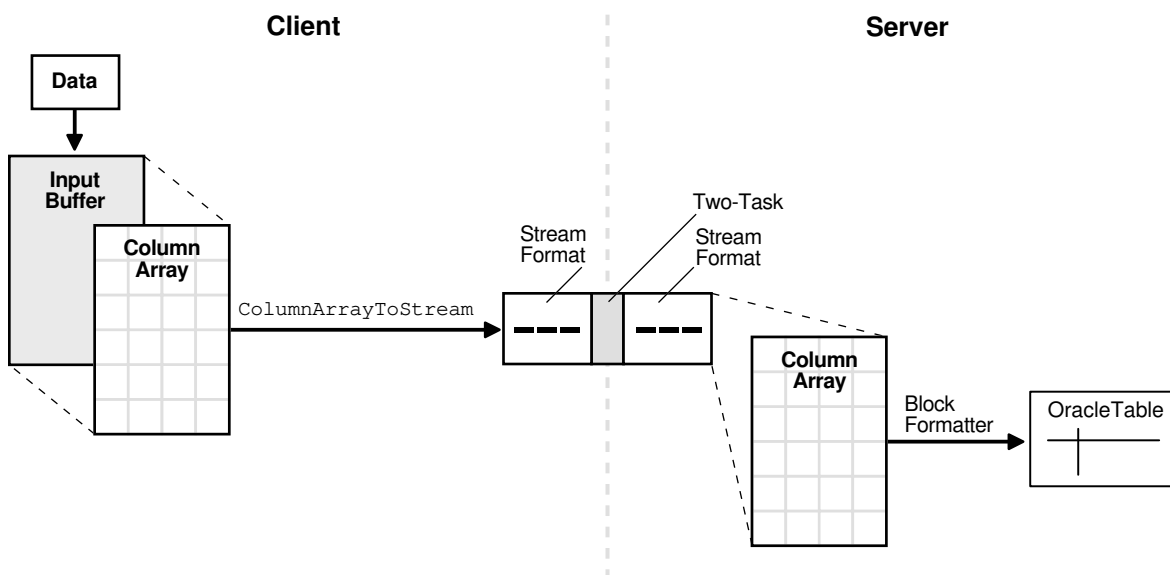 Client
Server
Data
Input
Buffer
Column
Array
ColumnArrayToStream
Stream
Format
Two-Task
Stream
Format
Column
Array
Block
Formatter
OracleTable